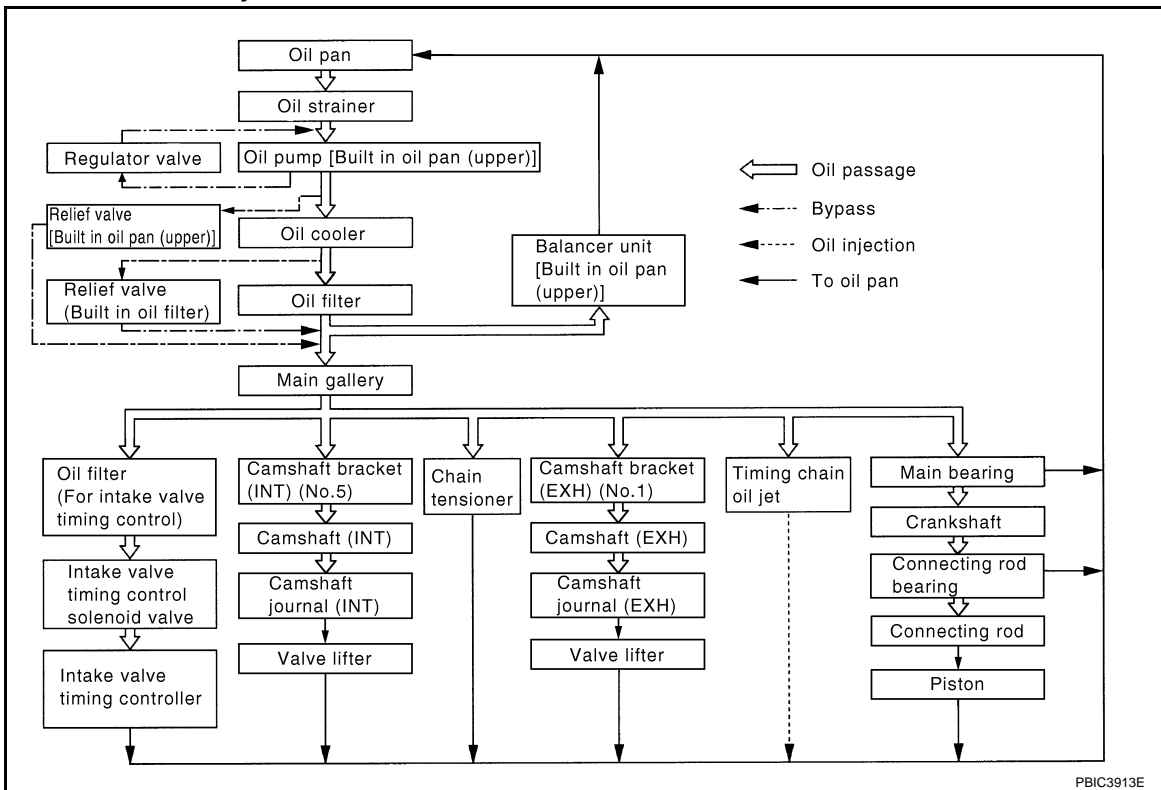 Oil pan
Oil strainer
Regulator valve
Oil pump [Built in oil pan (upper)]
Relief valve
[Built in oil pan (upper)]
Oil cooler
Relief valve
(Built in oil filter)
Oil filter
Balancer unit
[Built in oil pan
(upper)]
Oil passage
Bypass
Oil injection
To oil pan
Main gallery
Oil filter
(For intake valve
timing control)
Intake valve
timing control
solenoid valve
Intake valve
timing controller
Camshaft bracket
(INT) (No.5)
Camshaft (INT)
Camshaft
journal (INT)
Valve lifter
Chain
tensioner
Camshaft bracket
(EXH) (No.1)
Camshaft (EXH)
Camshaft
journal (EXH)
Valve lifter
Timing chain
oil jet
Main bearing
Crankshaft
Connecting rod
bearing
Connecting rod
Piston
PBIC3913E